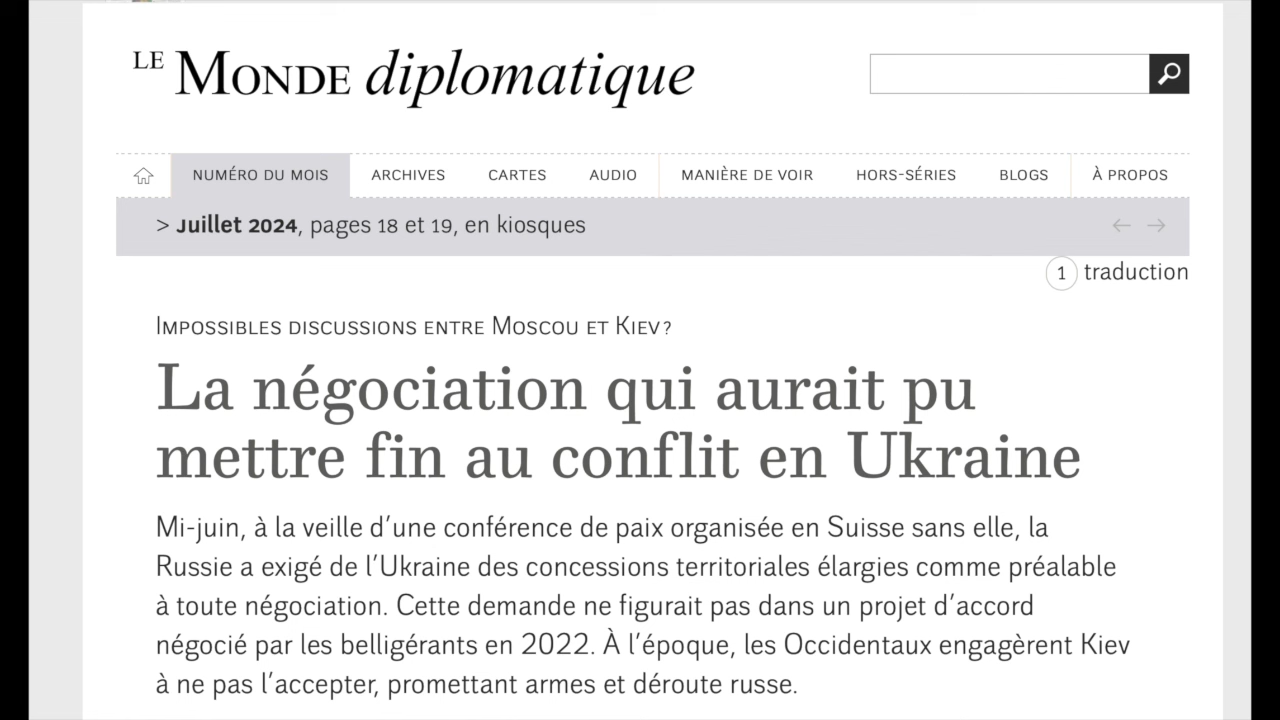 LE MONDE diplomatique
NUMÉRO DU MOIS ARCHIVES CARTES AUDIO MANIÈRE DE VOIR HORS-SÉRIES BLOGS À PROPOS
> Juillet 2024, pages 18 et 19, en kiosques
1 traduction
IMPOSSIBLES DISCUSSIONS ENTRE MOSCOU ET KIEV ?
La négociation qui aurait pu
mettre fin au conflit en Ukraine
Mi-juin, à la veille d’une conférence de paix organisée en Suisse sans elle, la
Russie a exigé de l’Ukraine des concessions territoriales élargies comme préalable
à toute négociation. Cette demande ne figurait pas dans un projet d’accord
négocié par les belligérants en 2022. À l’époque, les Occidentaux engagèrent Kiev
à ne pas l’accepter, promettant armes et déroute russe.